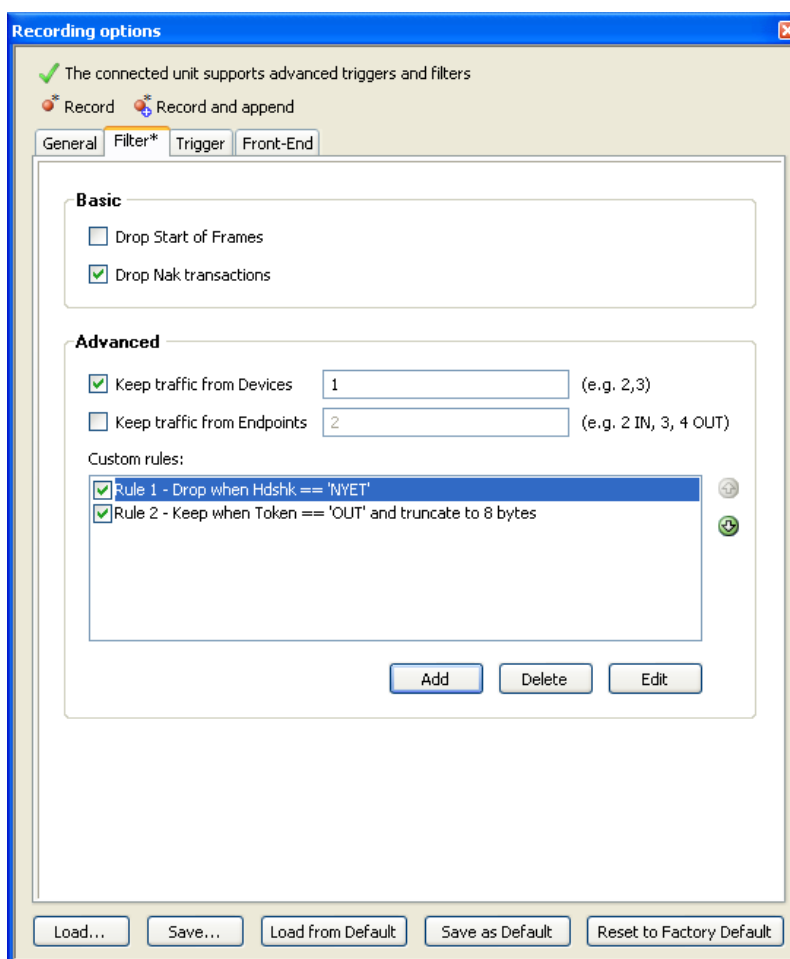 Recording options
The connected unit supports advanced triggers and filters
Record Record and append
General Filter* Trigger Front-End
Basic
Drop Start of Frames
Drop Nak transactions
Advanced
Keep traffic from Devices 1 (e.g. 2,3)
Keep traffic from Endpoints 2 (e.g. 2 IN, 3, 4 OUT)
Custom rules:
Rule 1 - Drop when Hdshk == 'NYET'
Rule 2 - Keep when Token == 'OUT' and truncate to 8 bytes
Add Delete Edit
Load... Save... Load from Default Save as Default Reset to Factory Default